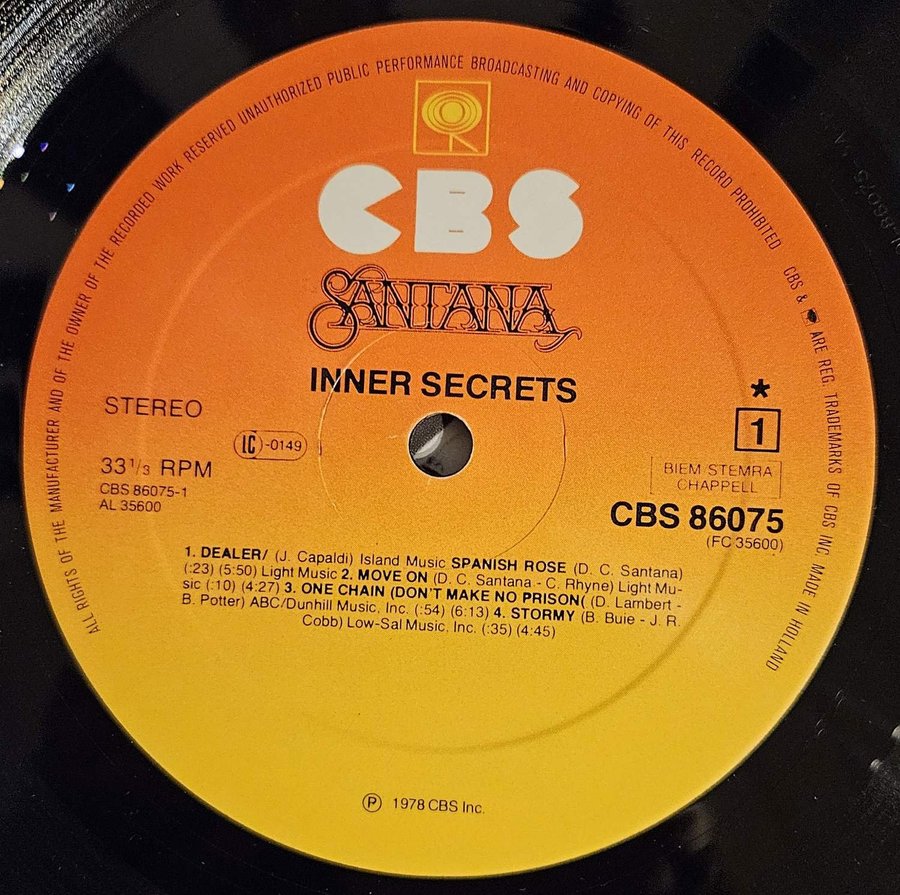 ALL RIGHTS OF THE MANUFACTURER AND OF THE OWNER OF THE RECORDED WORK RESERVED UNAUTHORIZED PUBLIC PERFORMANCE BROADCASTING AND COPYING OF THIS RECORD PROHIBITED CBS & ARE REG. TRADEMARKS OF CBS INC. MADE IN HOLLAND
CBS
SANTANA
INNER SECRETS
STEREO
LC-0149
33 1/3 RPM
CBS 86075-1
AL 35600
*
1
BIEM STEMRA
CHAPPELL
CBS 86075
(FC 35600)
1. DEALER/ (J. Capaldi) Island Music SPANISH ROSE (D. C. Santana)
(:23) (5:50) Light Music 2. MOVE ON (D. C. Santana - C. Rhyne) Light Mu-
sic (:10) (4:27) 3. ONE CHAIN (DON'T MAKE NO PRISON( (D. Lambert -
B. Potter) ABC/Dunhill Music, Inc. (:54) (6:13) 4. STORMY (B. Buie - J. R.
Cobb) Low-Sal Music, Inc. (:35) (4:45)
℗ 1978 CBS Inc.